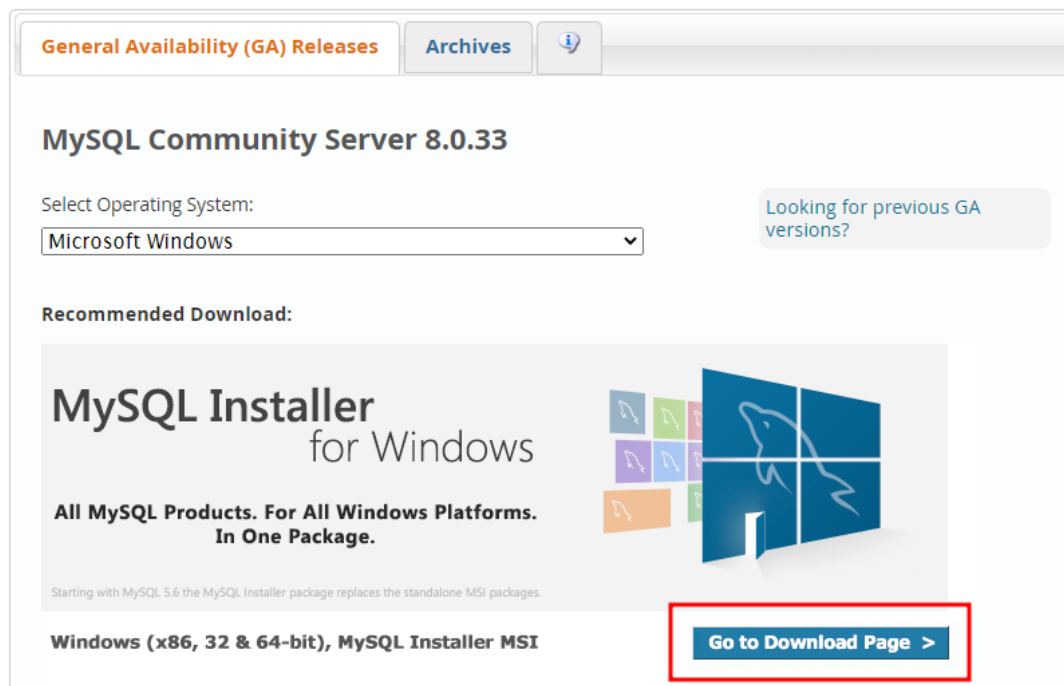 General Availability (GA) Releases
Archives
MySQL Community Server 8.0.33
Select Operating System:
Looking for previous GA
versions?
Microsoft Windows
Recommended Download:
MySQL Installer
for Windows
All MySQL Products. For All Windows Platforms.
In One Package.
Starting with MySQL 5.6 the MySQL Installer package replaces the standalone MSI packages.
Windows (x86, 32 & 64-bit), MySQL Installer MSI
Go to Download Page >